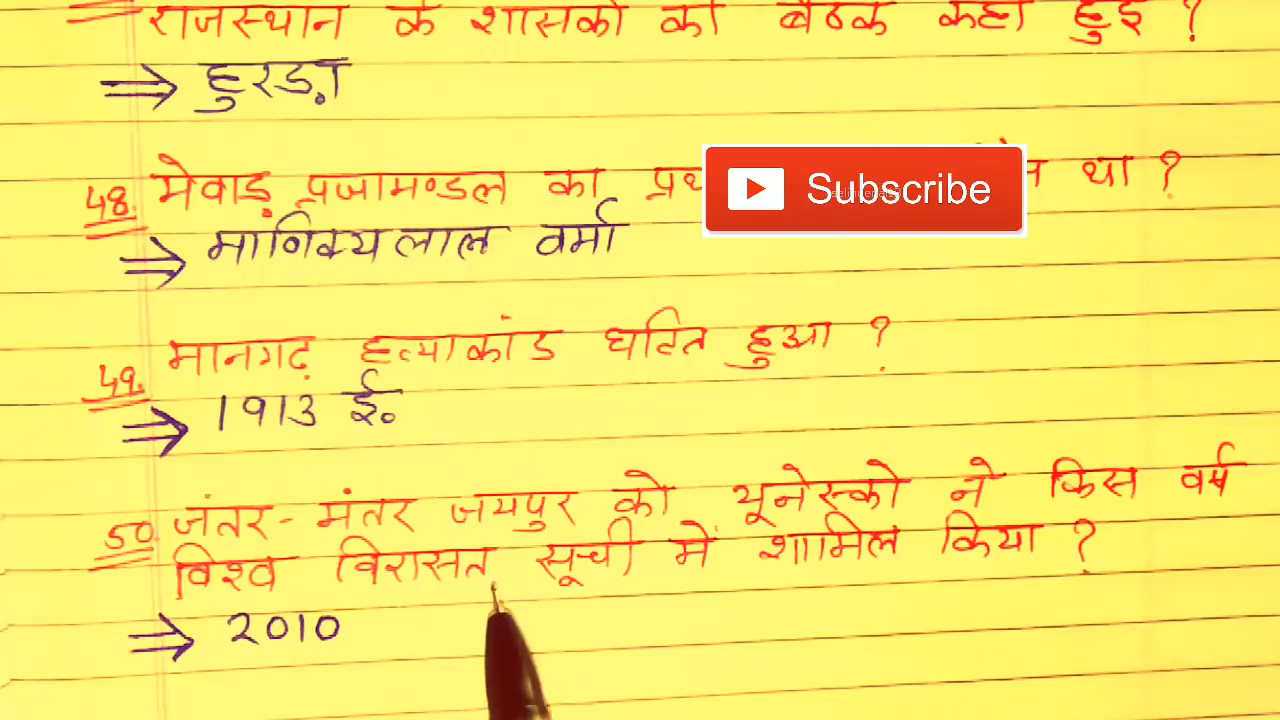 राजस्थान के शासकों की बैठक कहां हुई ?
⇒ हुरड़ा
48. मेवाड़ प्रजामण्डल का प्रथ था ?
Subscribe
⇒ माणिक्यलाल वर्मा
49. मानगढ़ हत्याकांड घटित हुआ ?
⇒ 1913 ई.
50. जंतर - मंतर जयपुर को यूनेस्को ने किस वर्ष
विश्व विरासत सूची में शामिल किया ?
⇒ 2010